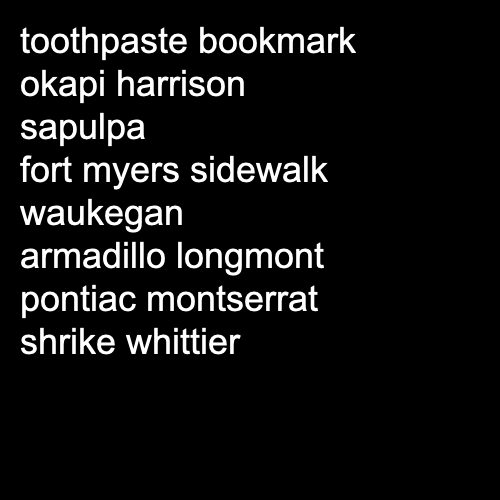 toothpaste bookmark
okapi harrison
sapulpa
fort myers sidewalk
waukegan
armadillo longmont
pontiac montserrat
shrike whittier